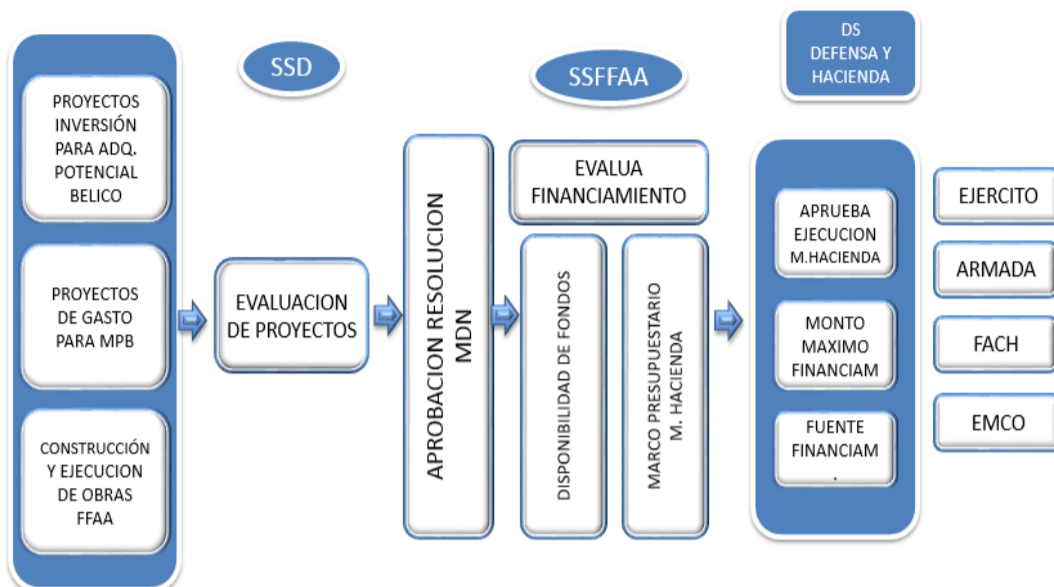 PROYECTOS
INVERSIÓN
PARA ADQ.
POTENCIAL
BELICO
PROYECTOS
DE GASTO
PARA MPB
CONSTRUCCIÓN
Y EJECUCION
DE OBRAS
FFAA
SSD
EVALUACION
DE PROYECTOS
APROBACION RESOLUCION
MDN
SSFFAA
EVALUA
FINANCIAMIENTO
DISPONIBILIDAD DE FONDOS
MARCO PRESUPUESTARIO
M. HACIENDA
DS
DEFENSA Y
HACIENDA
APRUEBA
EJECUCION
M.HACIENDA
MONTO
MAXIMO
FINANCIAM
FUENTE
FINANCIAM
.
EJERCITO
ARMADA
FACH
EMCO